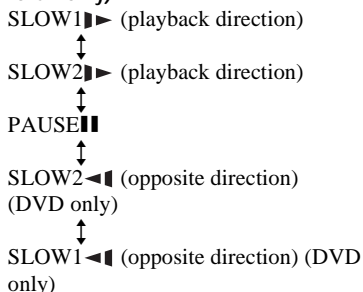 SLOW1 ▮► (playback direction)
↕
SLOW2 ▮► (playback direction)
↕
PAUSE ▮▮
↕
SLOW2 ◄▮ (opposite direction)
(DVD only)
↕
SLOW1 ◄▮ (opposite direction) (DVD
only)